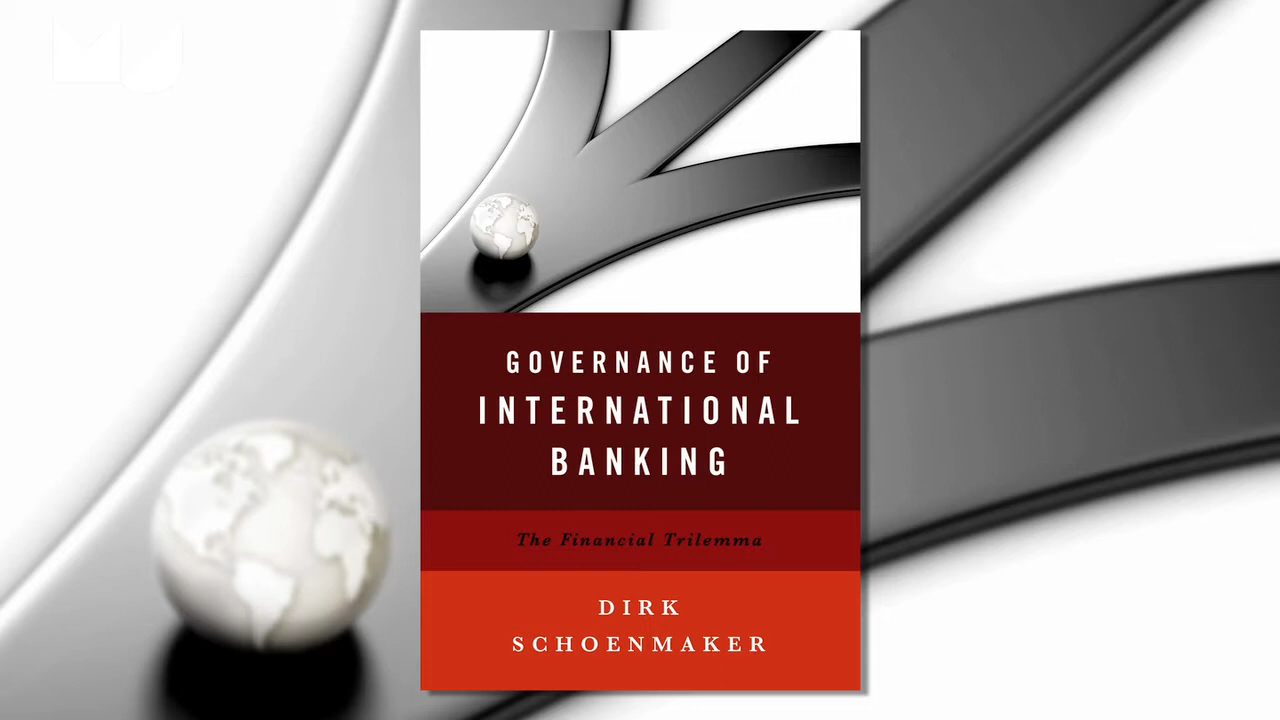 GOVERNANCE OF
INTERNATIONAL
BANKING
The Financial Trilemma
DIRK
SCHOENMAKER